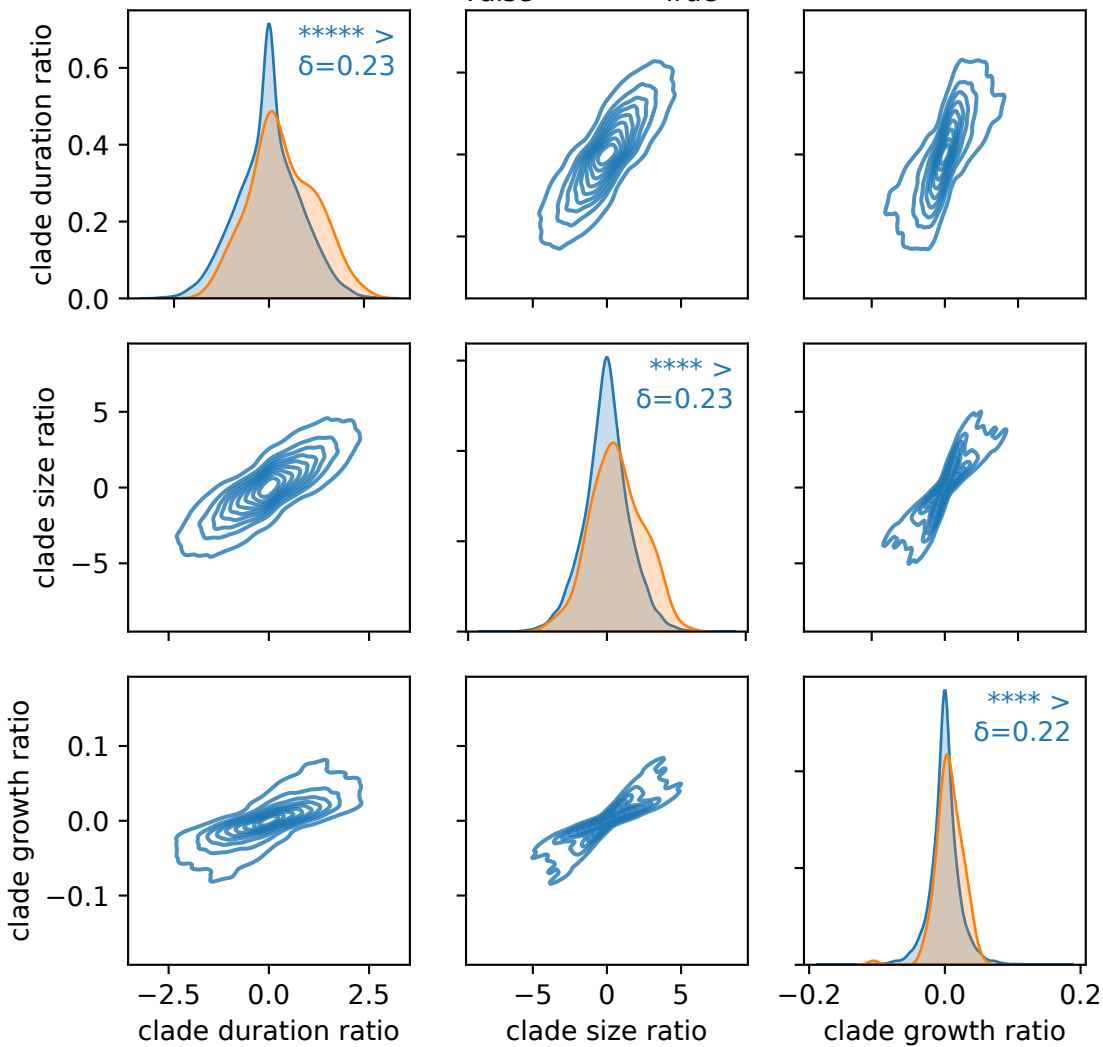 clade duration ratio
0.6
0.4
0.2
0.0
***** >
δ=0.23
clade size ratio
5
0
−5
**** >
δ=0.23
clade growth ratio
0.1
0.0
−0.1
**** >
δ=0.22
−2.5 0.0 2.5
clade duration ratio
−5 0 5
clade size ratio
−0.2 0.0 0.2
clade growth ratio